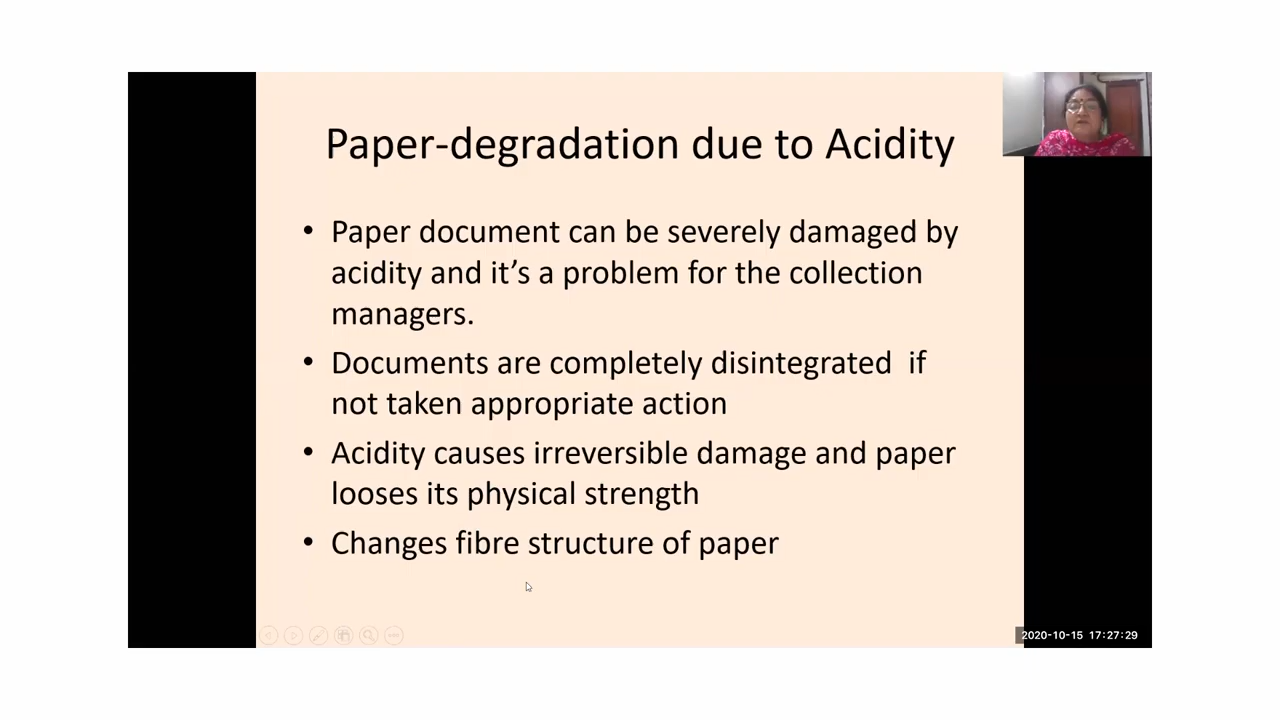 Paper-degradation due to Acidity
• Paper document can be severely damaged by
acidity and it's a problem for the collection
managers.
• Documents are completely disintegrated  if
not taken appropriate action
• Acidity causes irreversible damage and paper
looses its physical strength
• Changes fibre structure of paper
2020-10-15 17:27:29